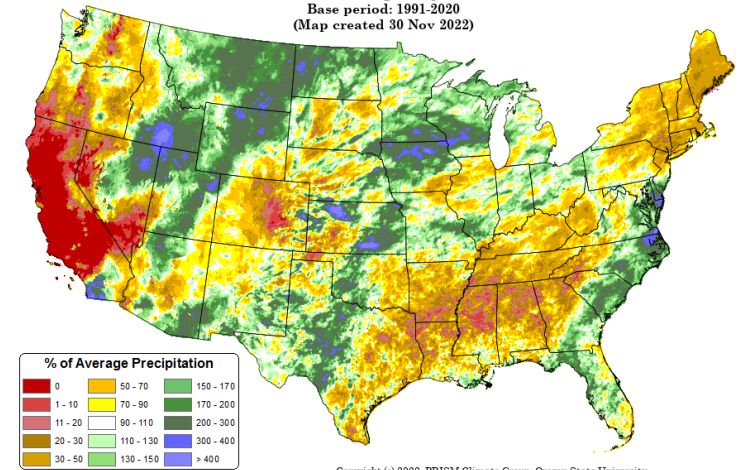 Base period: 1991-2020
(Map created 30 Nov 2022)
% of Average Precipitation
0
1 - 10
11 - 20
20 - 30
30 - 50
50 - 70
70 - 90
90 - 110
110 - 130
130 - 150
150 - 170
170 - 200
200 - 300
300 - 400
> 400
Copyright (c) 2022, PRISM Climate Group, Oregon State University